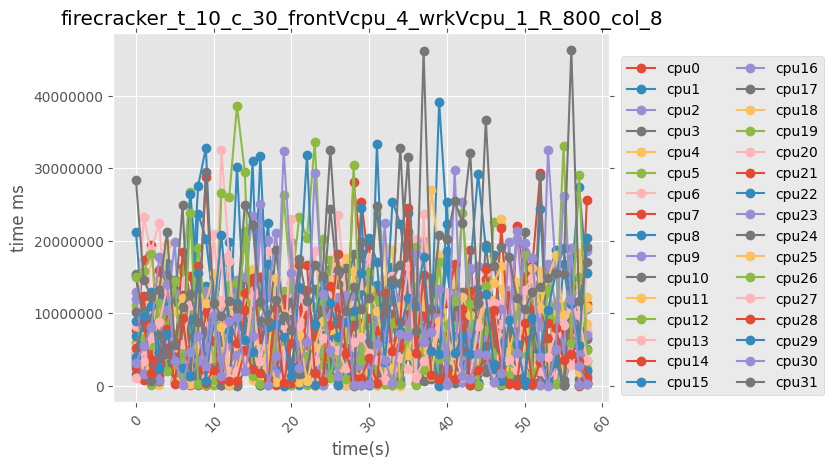 firecracker_t_10_c_30_frontVcpu_4_wrkVcpu_1_R_800_col_8
time ms
40000000
30000000
20000000
10000000
0
0
10
20
30
40
50
60
time(s)
cpu0
cpu1
cpu2
cpu3
cpu4
cpu5
cpu6
cpu7
cpu8
cpu9
cpu10
cpu11
cpu12
cpu13
cpu14
cpu15
cpu16
cpu17
cpu18
cpu19
cpu20
cpu21
cpu22
cpu23
cpu24
cpu25
cpu26
cpu27
cpu28
cpu29
cpu30
cpu31